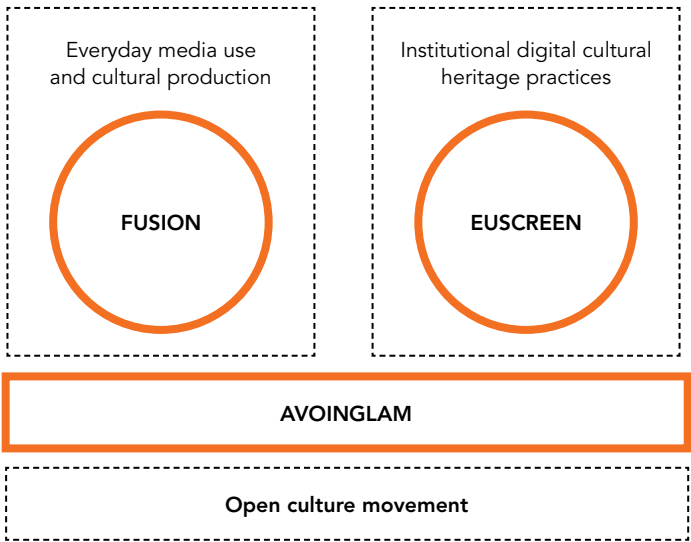 Everyday media use
and cultural production
FUSION
Institutional digital cultural
heritage practices
EUSCREEN
AVOINGLAM
Open culture movement